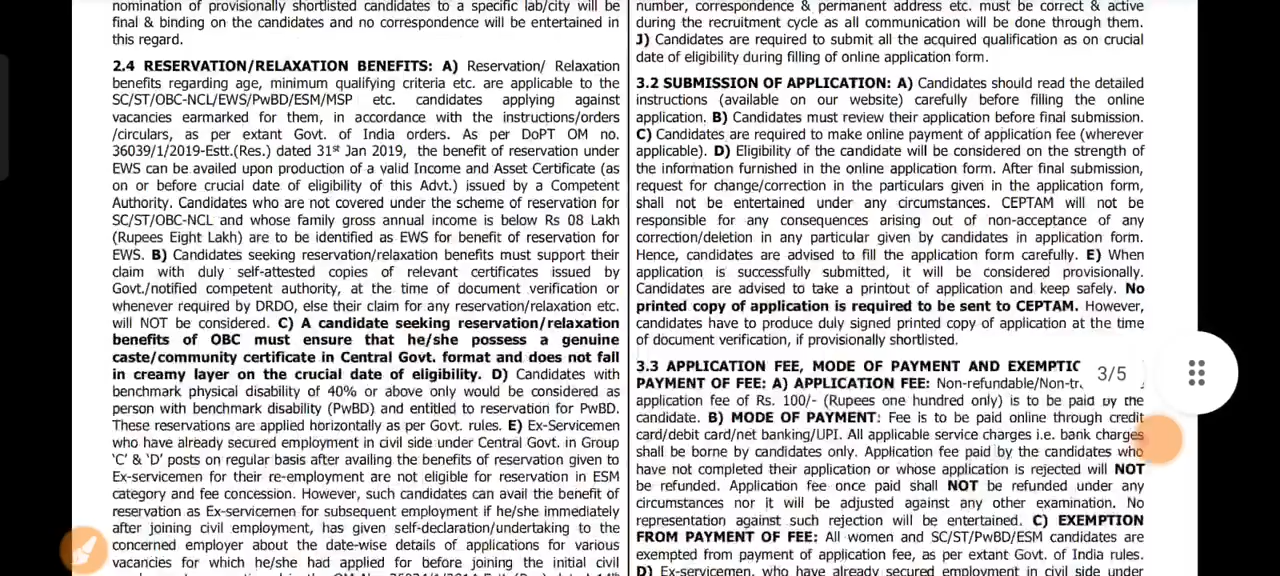 nomination of provisionally shortlisted candidates to a specific lab/city will be
final & binding on the candidates and no correspondence will be entertained in
this regard.
2.4 RESERVATION/RELAXATION BENEFITS: A) Reservation/ Relaxation
benefits regarding age, minimum qualifying criteria etc. are applicable to the
SC/ST/OBC-NCL/EWS/PwBD/ESM/MSP etc. candidates applying against
vacancies earmarked for them, in accordance with the instructions/orders
/circulars, as per extant Govt. of India orders. As per DoPT OM no.
36039/1/2019-Estt.(Res.) dated 31st Jan 2019, the benefit of reservation under
EWS can be availed upon production of a valid Income and Asset Certificate (as
on or before crucial date of eligibility of this Advt.) issued by a Competent
Authority. Candidates who are not covered under the scheme of reservation for
SC/ST/OBC-NCL and whose family gross annual income is below Rs 08 Lakh
(Rupees Eight Lakh) are to be identified as EWS for benefit of reservation for
EWS. B) Candidates seeking reservation/relaxation benefits must support their
claim with duly self-attested copies of relevant certificates issued by
Govt./notified competent authority, at the time of document verification or
whenever required by DRDO, else their claim for any reservation/relaxation etc.
will NOT be considered. C) A candidate seeking reservation/relaxation
benefits of OBC must ensure that he/she possess a genuine
caste/community certificate in Central Govt. format and does not fall
in creamy layer on the crucial date of eligibility. D) Candidates with
benchmark physical disability of 40% or above only would be considered as
person with benchmark disability (PwBD) and entitled to reservation for PwBD.
These reservations are applied horizontally as per Govt. rules. E) Ex-Servicemen
who have already secured employment in civil side under Central Govt. in Group
'C' & 'D' posts on regular basis after availing the benefits of reservation given to
Ex-servicemen for their re-employment are not eligible for reservation in ESM
category and fee concession. However, such candidates can avail the benefit of
reservation as Ex-servicemen for subsequent employment if he/she immediately
after joining civil employment, has given self-declaration/undertaking to the
concerned employer about the date-wise details of applications for various
vacancies for which he/she had applied for before joining the initial civil
number, correspondence & permanent address etc. must be correct & active
during the recruitment cycle as all communication will be done through them.
J) Candidates are required to submit all the acquired qualification as on crucial
date of eligibility during filling of online application form.
3.2 SUBMISSION OF APPLICATION: A) Candidates should read the detailed
instructions (available on our website) carefully before filling the online
application. B) Candidates must review their application before final submission.
C) Candidates are required to make online payment of application fee (wherever
applicable). D) Eligibility of the candidate will be considered on the strength of
the information furnished in the online application form. After final submission,
request for change/correction in the particulars given in the application form,
shall not be entertained under any circumstances. CEPTAM will not be
responsible for any consequences arising out of non-acceptance of any
correction/deletion in any particular given by candidates in application form.
Hence, candidates are advised to fill the application form carefully. E) When
application is successfully submitted, it will be considered provisionally.
Candidates are advised to take a printout of application and keep safely. No
printed copy of application is required to be sent to CEPTAM. However,
candidates have to produce duly signed printed copy of application at the time
of document verification, if provisionally shortlisted.
3.3 APPLICATION FEE, MODE OF PAYMENT AND
PAYMENT OF FEE: A) APPLICATION FEE:
application fee of Rs. 100/- (Rupees one hundred only) is to be paid by the
candidate. B) MODE OF PAYMENT: Fee is to be paid online through credit
card/debit card/net banking/UPI. All applicable service charges i.e. bank charges
shall be borne by candidates only. Application fee paid by the candidates who
have not completed their application or whose application is rejected will NOT
be refunded. Application fee once paid shall NOT be refunded under any
circumstances nor it will be adjusted against any other examination. No
representation against such rejection will be entertained. C) EXEMPTION
FROM PAYMENT OF FEE: All women and SC/ST/PwBD/ESM candidates are
exempted from payment of application fee, as per extant Govt. of India rules.
D) Ex-servicemen, who have already secured employment in civil side under
3/5